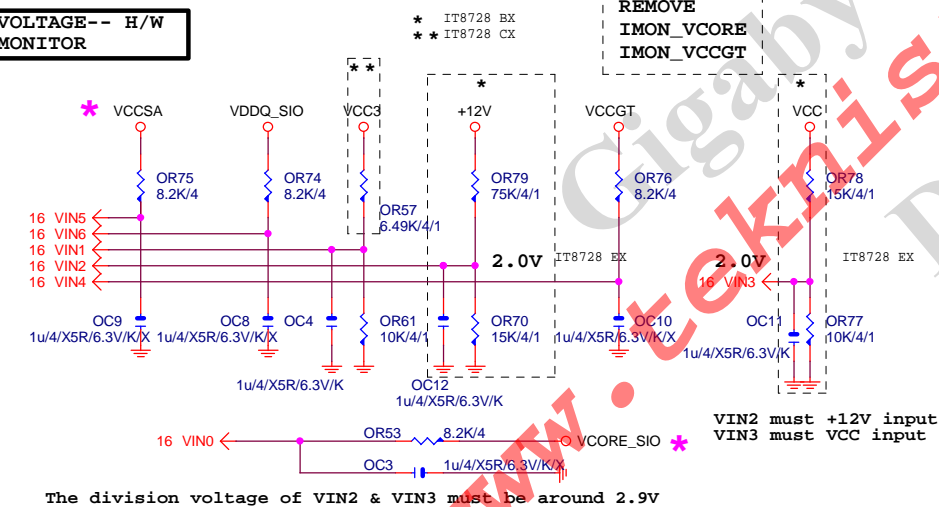 VOLTAGE-- H/W
MONITOR
* IT8728 BX
** IT8728 CX
REMOVE
IMON_VCORE
IMON_VCCGT
**
*
*
* VCCSA
VDDQ_SIO
VCC3
+12V
VCCGT
VCC
OR75
8.2K/4
OR74
8.2K/4
OR57
6.49K/4/1
OR79
75K/4/1
OR76
8.2K/4
OR78
15K/4/1
16 VIN5
16 VIN6
16 VIN1
16 VIN2
16 VIN4
2.0V
IT8728 EX
2.0V
IT8728 EX
16 VIN3
OC9
1u/4/X5R/6.3V/K/X
OC8
1u/4/X5R/6.3V/K/X
OC4
1u/4/X5R/6.3V/K
OR61
10K/4/1
OC12
1u/4/X5R/6.3V/K
OR70
15K/4/1
OC10
1u/4/X5R/6.3V/K/X
OC11
1u/4/X5R/6.3V/K
OR77
10K/4/1
VIN2 must +12V input
VIN3 must VCC input
16 VIN0
OR53
8.2K/4
VCORE_SIO *
OC3
1u/4/X5R/6.3V/K/X
The division voltage of VIN2 & VIN3 must be around 2.9V
Gigaby
www.teknis